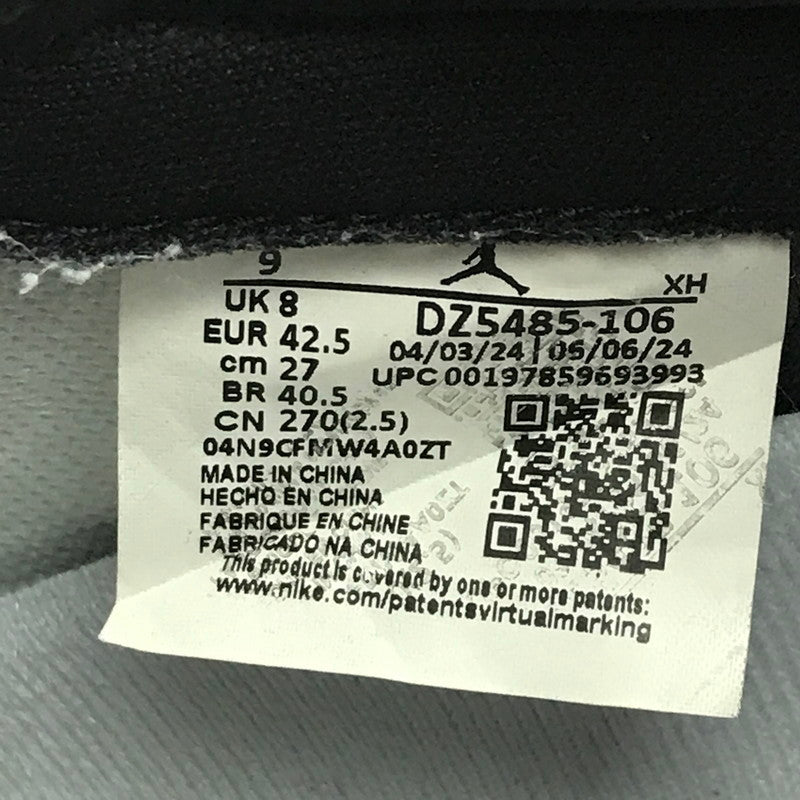 9
XH
UK 8
DZ5485-106
EUR 42.5
04/03/24 | 06/06/24
cm 27
UPC 00197859693993
BR 40.5
CN 270(2.5)
04N9CFMW4A0ZT
MADE IN CHINA
HECHO EN CHINA
FABRIQUE EN CHINE
FABRICADO NA CHINA
This product is covered by one or more patents:
www.nike.com/patentsvirtualmarking